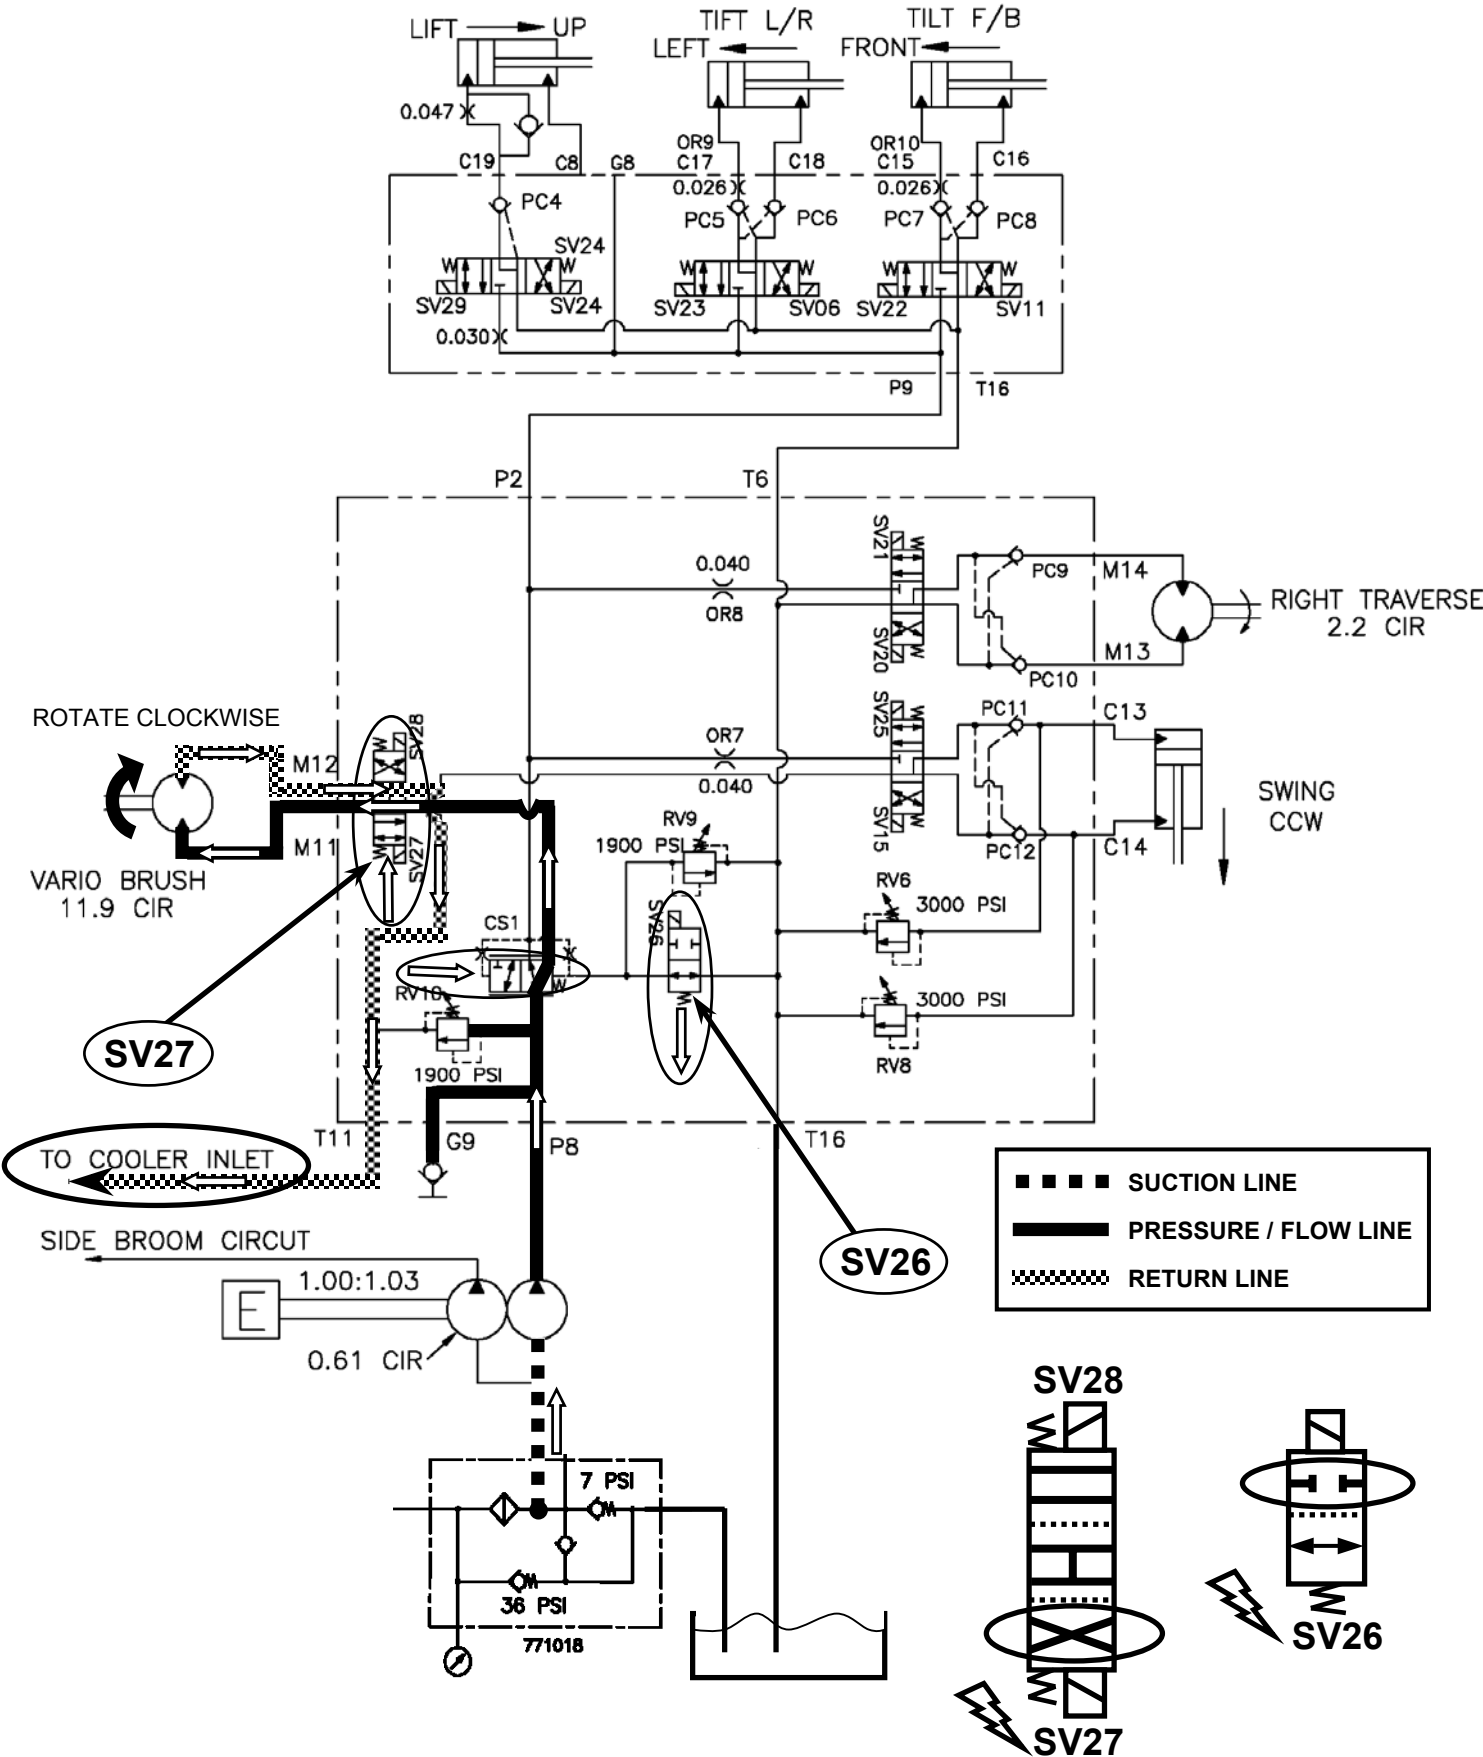 LIFT UP
TIFT L/R
TILT F/B
LEFT
FRONT
0.047
OR9
OR10
C19
C8
G8
C17
C18
C15
C16
0.026
0.026
PC4
PC5
PC6
PC7
PC8
SV24
SV29
SV24
SV23
SV06
SV22
SV11
0.030
P9
T16
P2
T6
SV21
0.040
OR8
SV20
PC9
M14
RIGHT TRAVERSE
2.2 CIR
M13
PC10
ROTATE CLOCKWISE
SV28
SV25
PC11
C13
OR7
0.040
M12
SWING
CCW
RV9
1900 PSI
SV15
M11
SV27
PC12
C14
VARIO BRUSH
11.9 CIR
RV6
3000 PSI
CS1
SV26
RV10
3000 PSI
RV8
SV27
1900 PSI
T11
G9
P8
T16
TO COOLER INLET
SUCTION LINE
PRESSURE / FLOW LINE
RETURN LINE
SIDE BROOM CIRCUT
SV26
1.00:1.03
E
0.61 CIR
SV28
7 PSI
36 PSI
771018
SV26
SV27